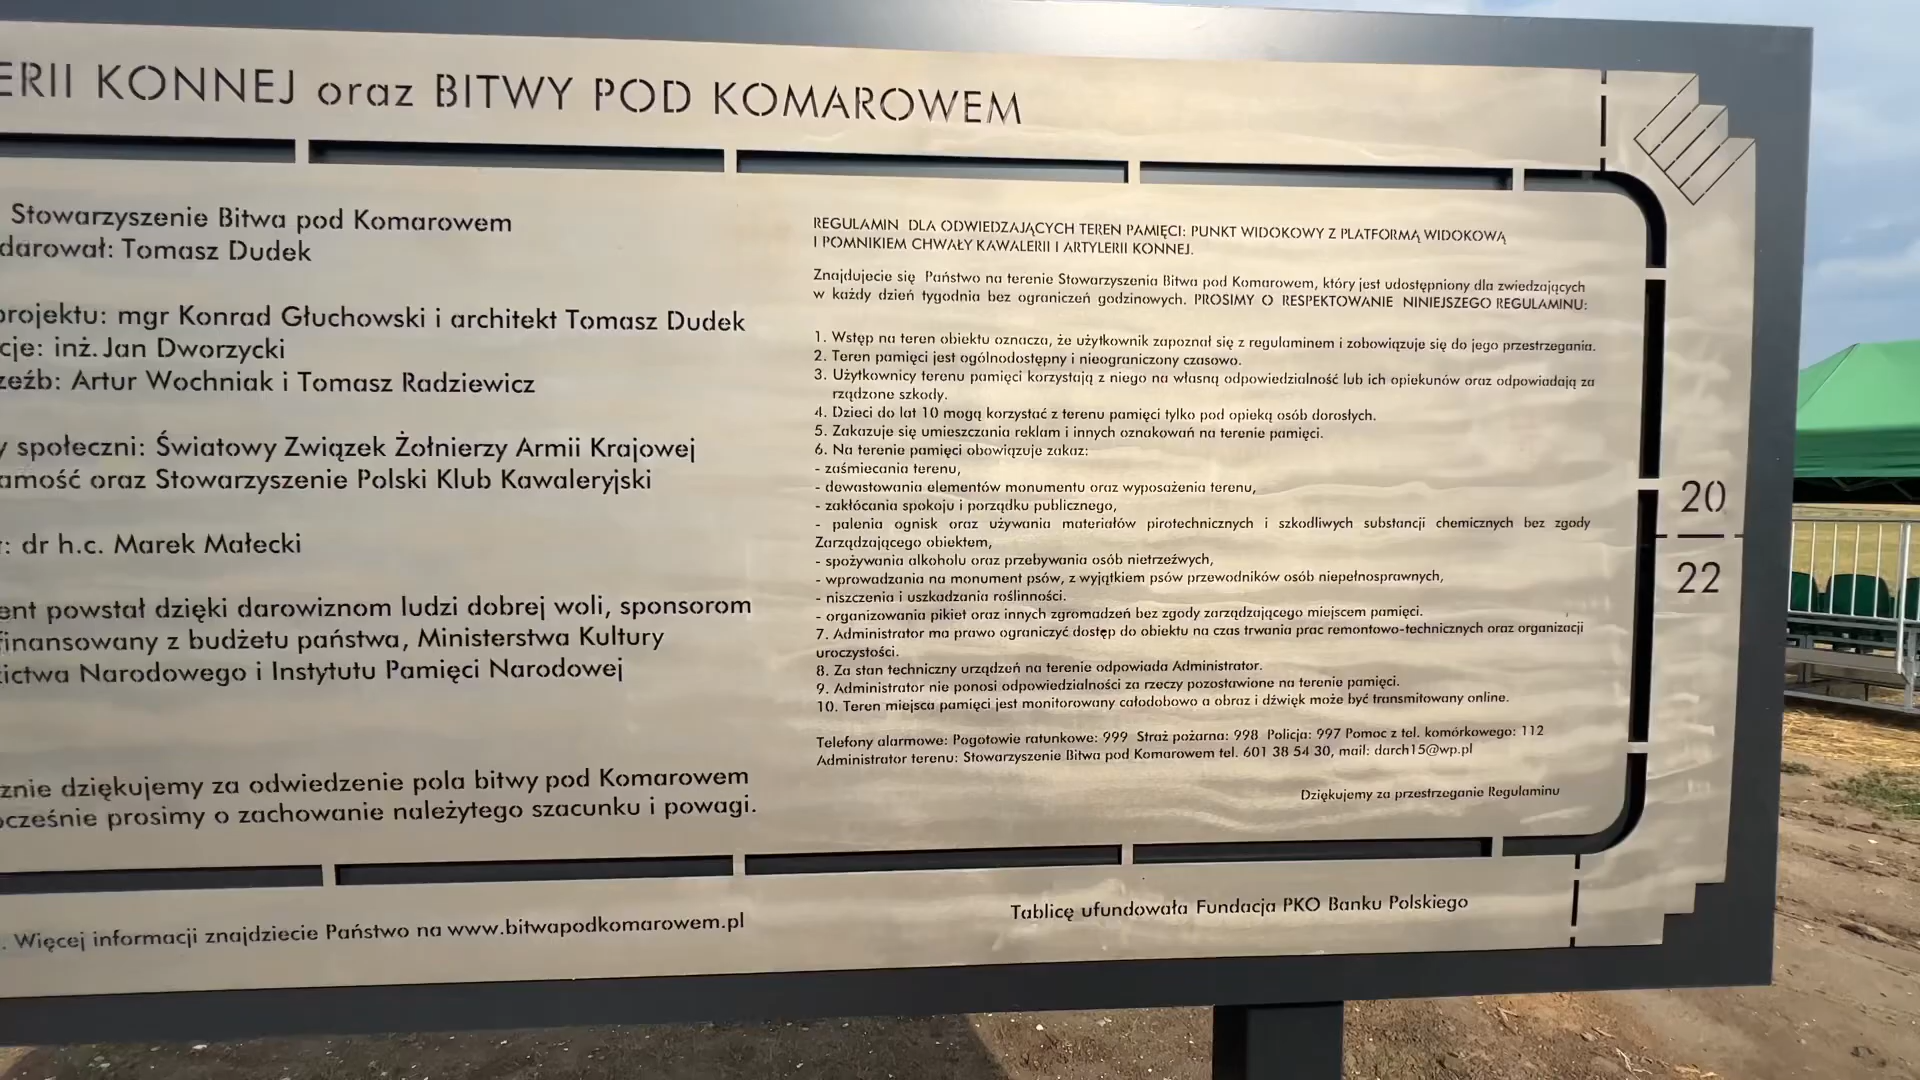 KONNEJ oraz BITWY POD KOMAROWEM
Stowarzyszenie Bitwa pod Komarowem
darował: Tomasz Dudek
projektu: mgr Konrad Głuchowski i architekt Tomasz Dudek
cje: inż. Jan Dworzycki
zeźb: Artur Wochniak i Tomasz Radziewicz
y społeczni: Światowy Związek Żołnierzy Armii Krajowej
amość oraz Stowarzyszenie Polski Klub Kawaleryjski
r: dr h.c. Marek Małecki
ent powstał dzięki darowiznom ludzi dobrej woli, sponsorom
finansowany z budżetu państwa, Ministerstwa Kultury
ictwa Narodowego i Instytutu Pamięci Narodowej
znie dziękujemy za odwiedzenie pola bitwy pod Komarowem
ocześnie prosimy o zachowanie należytego szacunku i powagi.
REGULAMIN DLA ODWIEDZAJĄCYCH TEREN PAMIĘCI: PUNKT WIDOKOWY Z PLATFORMĄ WIDOKOWĄ
I POMNIKIEM CHWAŁY KAWALERII I ARTYLERII KONNEJ.
Znajdujecie się Państwo na terenie Stowarzyszenia Bitwa pod Komarowem, który jest udostępniony dla zwiedzających
w każdy dzień tygodnia bez ograniczeń godzinowych. PROSIMY O RESPEKTOWANIE NINIEJSZEGO REGULAMINU:
1. Wstęp na teren obiektu oznacza, że użytkownik zapoznał się z regulaminem i zobowiązuje się do jego przestrzegania.
2. Teren pamięci jest ogólnodostępny i nieograniczony czasowo.
3. Użytkownicy terenu pamięci korzystają z niego na własną odpowiedzialność lub ich opiekunów oraz odpowiadają za
rządzone szkody.
4. Dzieci do lat 10 mogą korzystać z terenu pamięci tylko pod opieką osób dorosłych.
5. Zakazuje się umieszczania reklam i innych oznakowań na terenie pamięci.
6. Na terenie pamięci obowiązuje zakaz:
- zaśmiecania terenu,
- dewastowania elementów monumentu oraz wyposażenia terenu,
- zakłócania spokoju i porządku publicznego,
- palenia ognisk oraz używania materiałów pirotechnicznych i szkodliwych substancji chemicznych bez zgody
Zarządzającego obiektem,
- spożywania alkoholu oraz przebywania osób nietrzeźwych,
- wprowadzania na monument psów, z wyjątkiem psów przewodników osób niepełnosprawnych,
- niszczenia i uszkadzania roślinności.
- organizowania pikiet oraz innych zgromadzeń bez zgody zarządzającego miejscem pamięci.
7. Administrator ma prawo ograniczyć dostęp do obiektu na czas trwania prac remontowo-technicznych oraz organizacji
uroczystości.
8. Za stan techniczny urządzeń na terenie odpowiada Administrator.
9. Administrator nie ponosi odpowiedzialności za rzeczy pozostawione na terenie pamięci.
10. Teren miejsca pamięci jest monitorowany całodobowo a obraz i dźwięk może być transmitowany online.
Telefony alarmowe: Pogotowie ratunkowe: 999 Straż pożarna: 998 Policja: 997 Pomoc z tel. komórkowego: 112
Administrator terenu: Stowarzyszenie Bitwa pod Komarowem tel. 601 38 54 30, mail: darch15@wp.pl
Dziękujemy za przestrzeganie Regulaminu
20
22
. Więcej informacji znajdziecie Państwo na www.bitwapodkomarowem.pl
Tablicę ufundowała Fundacja PKO Banku Polskiego